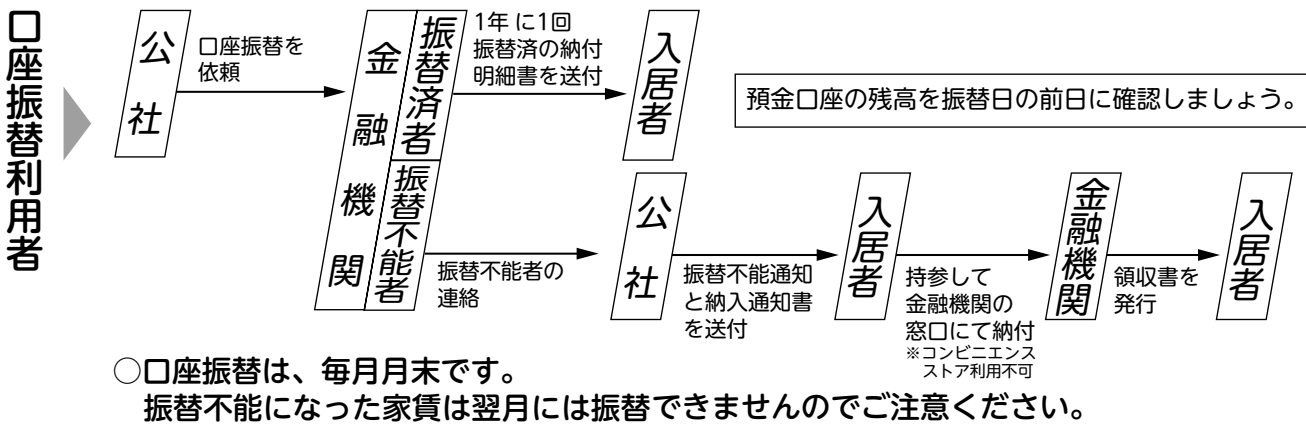 口座振替利用者
公社
口座振替を
依頼
金融機関
振替済者
振替不能者
1年に1回
振替済の納付
明細書を送付
入居者
預金口座の残高を振替日の前日に確認しましょう。
振替不能者の
連絡
公社
振替不能通知
と納入通知書
を送付
入居者
持参して
金融機関の
窓口にて納付
※コンビニエンス
ストア利用不可
金融機関
領収書を
発行
入居者
○口座振替は、毎月月末です。
振替不能になった家賃は翌月には振替できませんのでご注意ください。